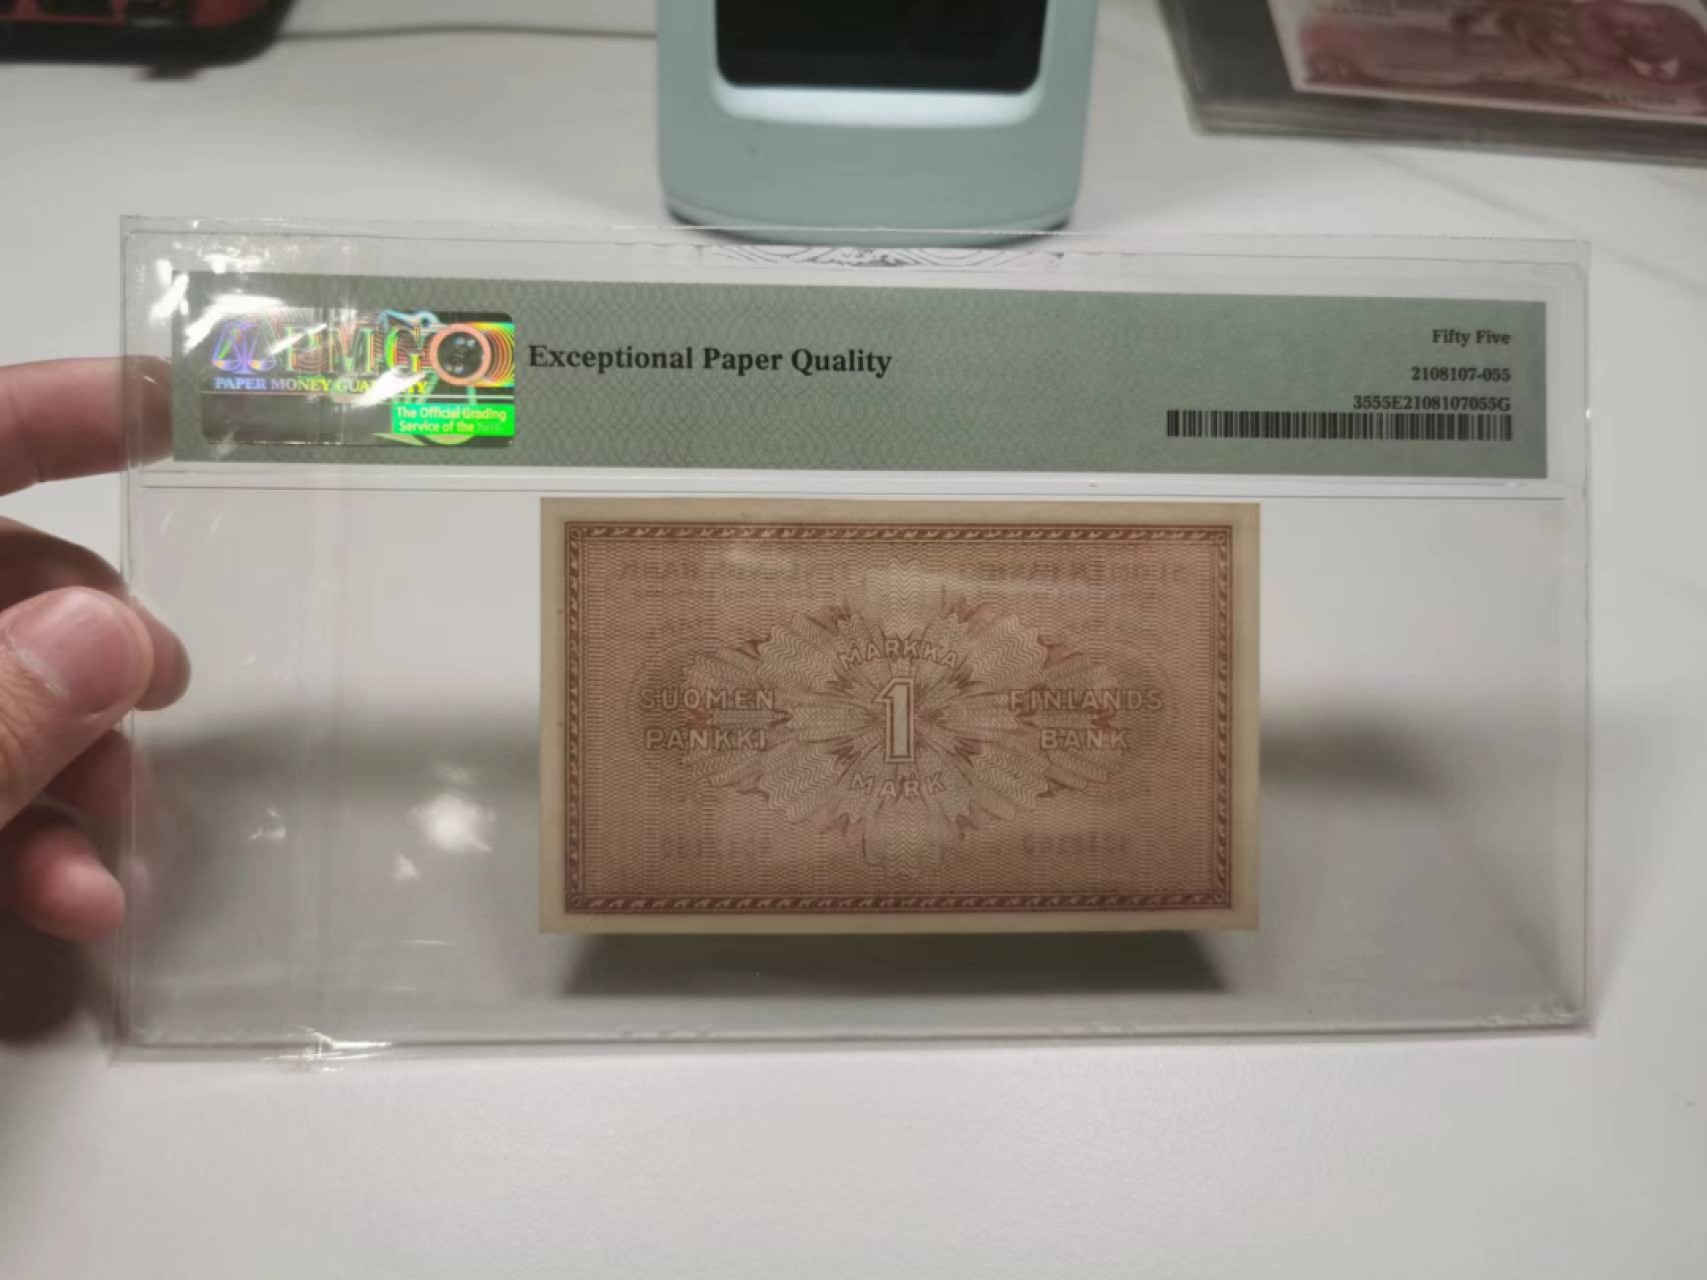 PMG
PAPER MONEY GUARANTY
The Official Grading
Service of the
Exceptional Paper Quality
Fifty Five
2108107-055
3555E2108107055G
MARKKA
SUOMEN
PANKKI
1
FINLANDS
BANK
MARK